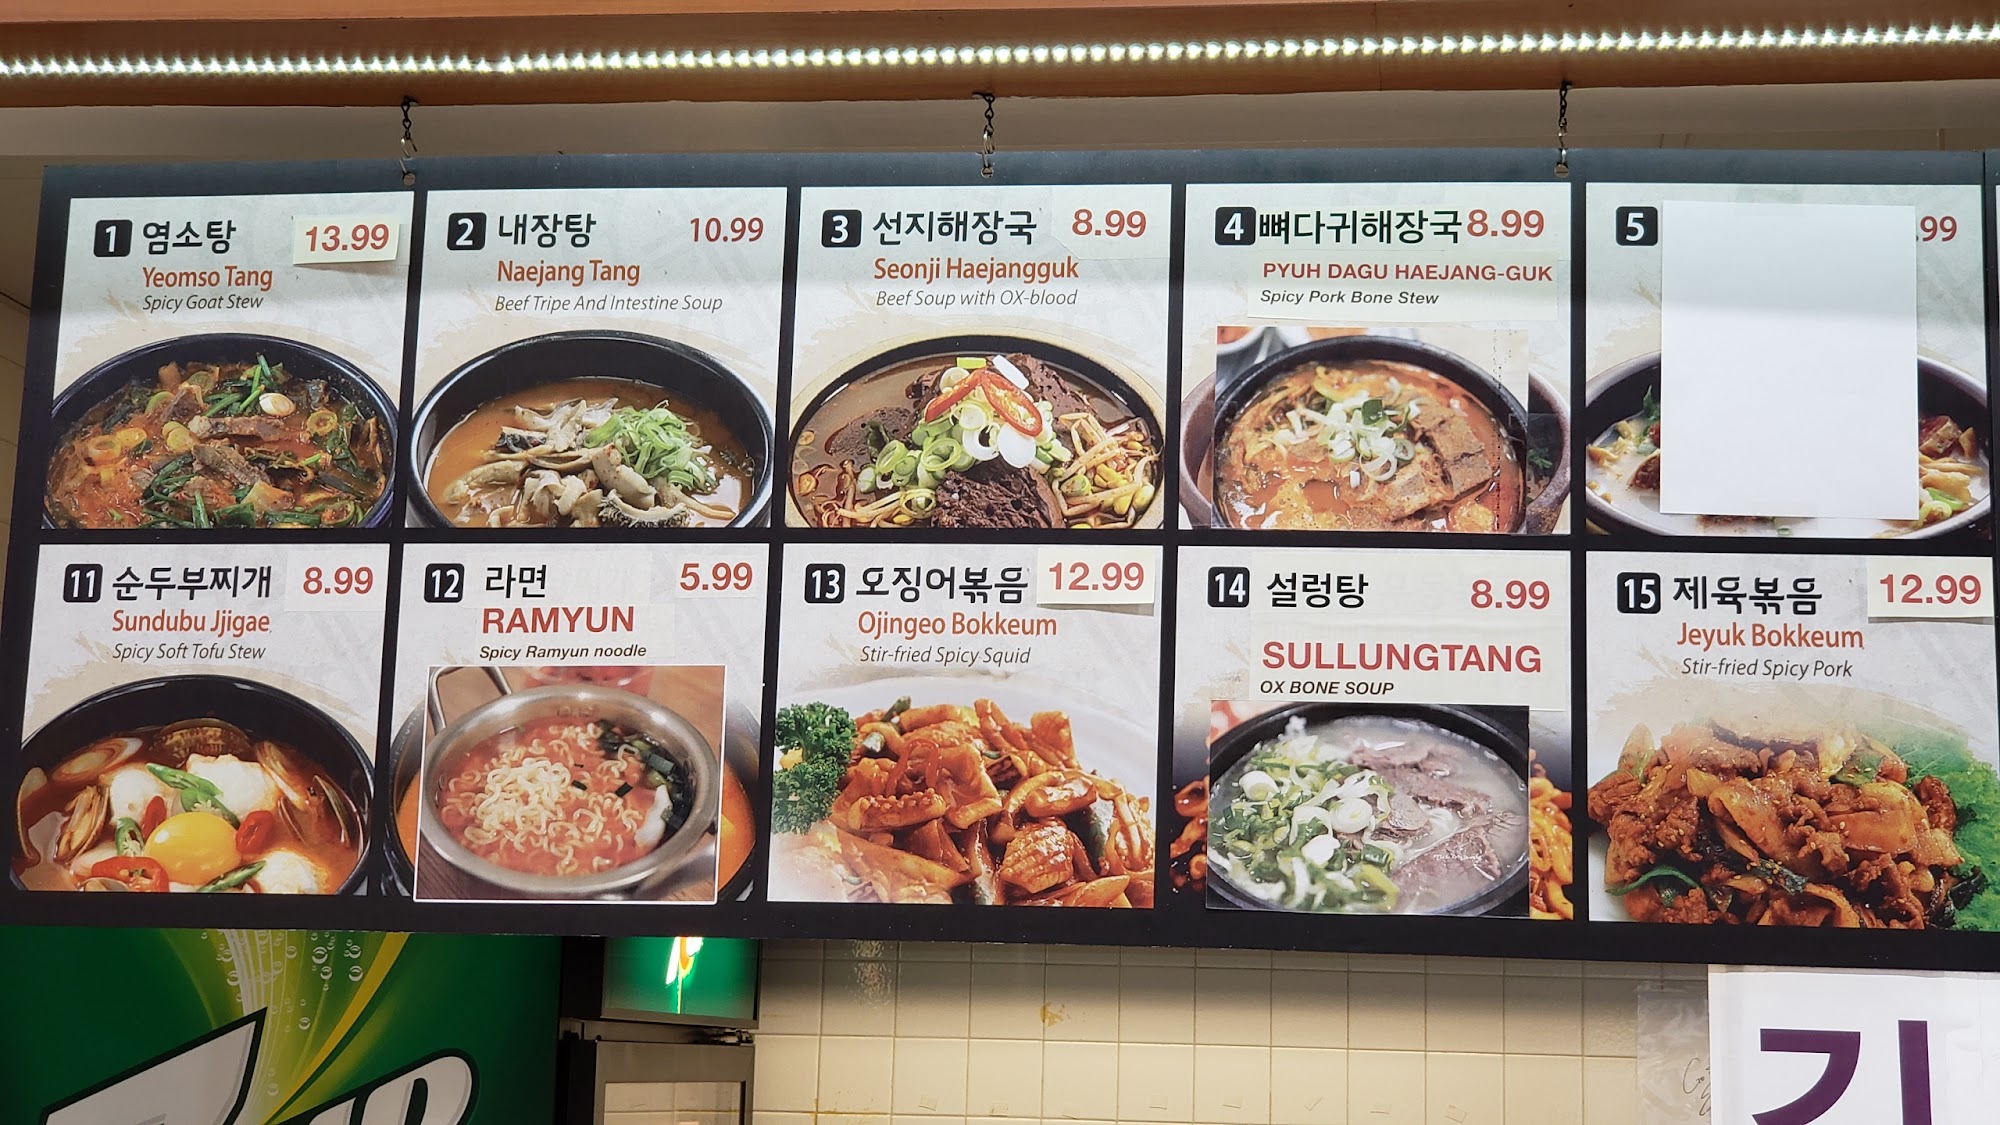 1 염소탕 13.99
Yeomso Tang
Spicy Goat Stew
2 내장탕 10.99
Naejang Tang
Beef Tripe And Intestine Soup
3 선지해장국 8.99
Seonji Haejangguk
Beef Soup with OX-blood
4 뼈다귀해장국 8.99
PYUH DAGU HAEJANG-GUK
Spicy Pork Bone Stew
5 .99
11 순두부찌개 8.99
Sundubu Jjigae
Spicy Soft Tofu Stew
12 라면 5.99
RAMYUN
Spicy Ramyun noodle
13 오징어볶음 12.99
Ojingeo Bokkeum
Stir-fried Spicy Squid
14 설렁탕 8.99
SULLUNGTANG
OX BONE SOUP
15 제육볶음 12.99
Jeyuk Bokkeum
Stir-fried Spicy Pork